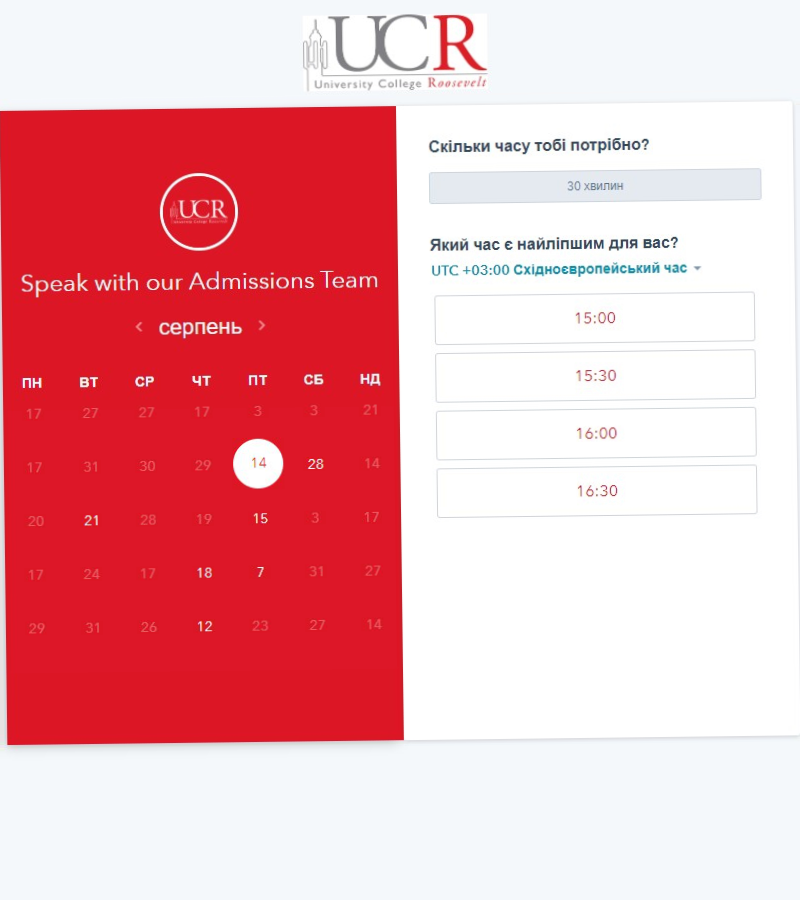 UCR
University College Roosevelt
UCR
Speak with our Admissions Team
серпень
ПН ВТ СР ЧТ ПТ СБ НД
17 27 27 17 3 3 21
17 31 30 29 14 28 14
20 21 28 19 15 3 17
17 24 17 18 7 31 27
29 31 26 12 23 27 14
Скільки часу тобі потрібно?
30 хвилин
Який час є найліпшим для вас?
UTC +03:00 Східноєвропейський час
15:00
15:30
16:00
16:30